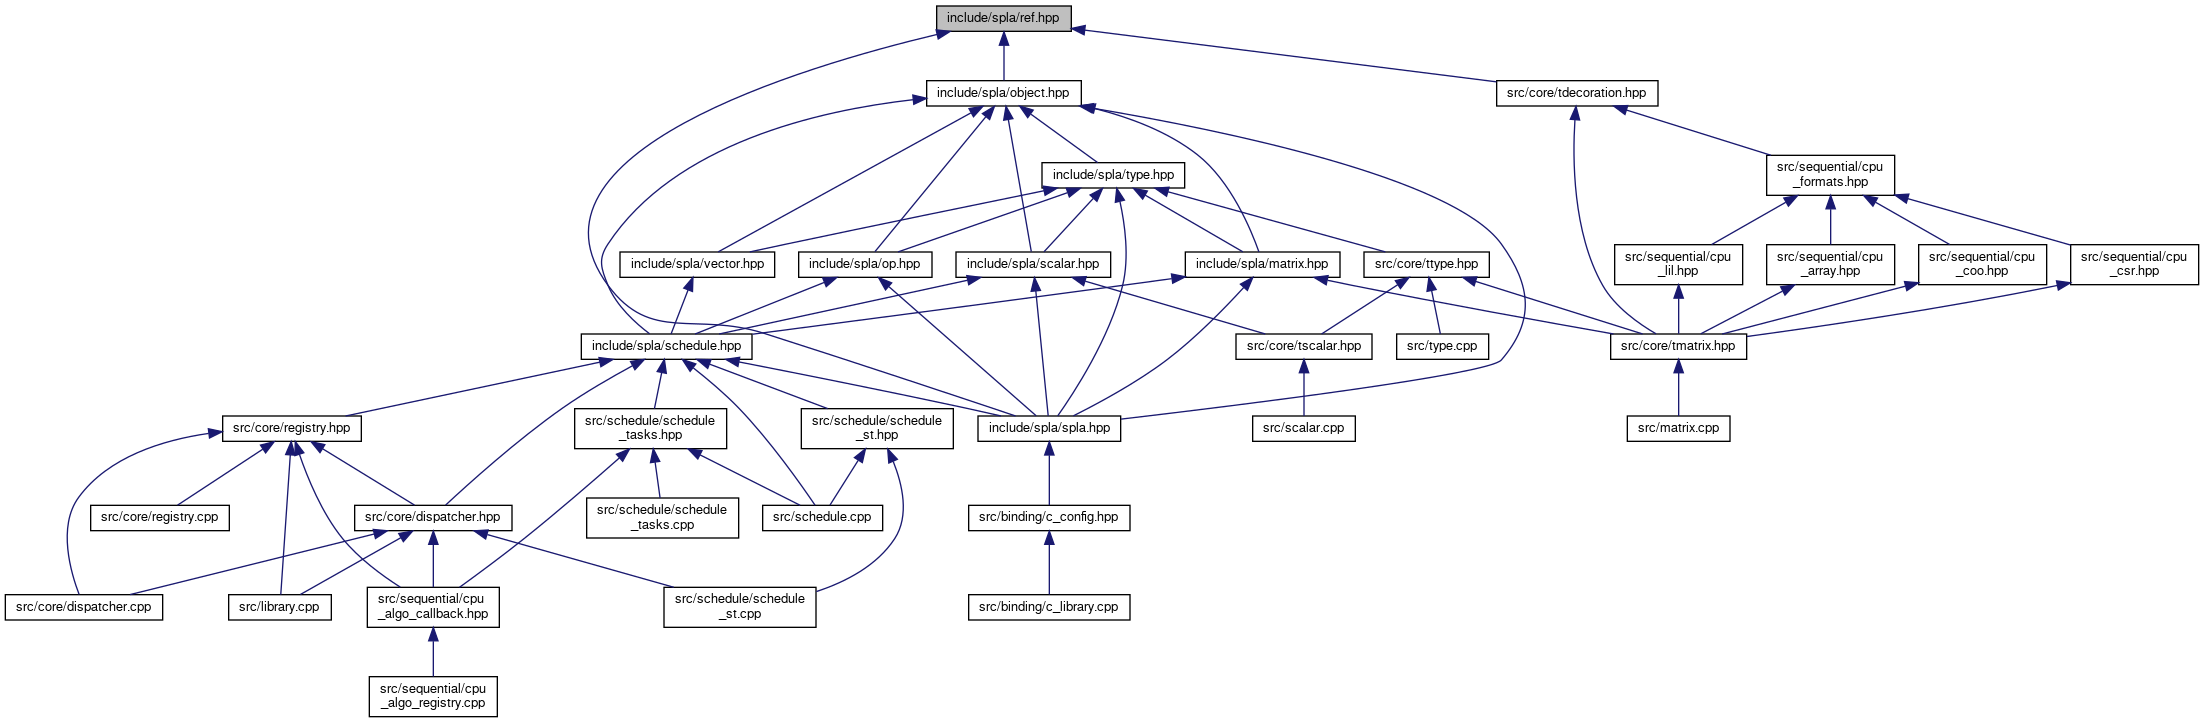 include/spla/ref.hpp
include/spla/object.hpp
src/core/tdecoration.hpp
include/spla/type.hpp
src/sequential/cpu
_formats.hpp
include/spla/vector.hpp
include/spla/op.hpp
include/spla/scalar.hpp
include/spla/matrix.hpp
src/core/ttype.hpp
src/sequential/cpu
_lil.hpp
src/sequential/cpu
_array.hpp
src/sequential/cpu
_coo.hpp
src/sequential/cpu
_csr.hpp
include/spla/schedule.hpp
src/core/tscalar.hpp
src/type.cpp
src/core/tmatrix.hpp
src/core/registry.hpp
src/schedule/schedule
_tasks.hpp
src/schedule/schedule
_st.hpp
include/spla/spla.hpp
src/scalar.cpp
src/matrix.cpp
src/core/registry.cpp
src/core/dispatcher.hpp
src/schedule/schedule
_tasks.cpp
src/schedule.cpp
src/binding/c_config.hpp
src/core/dispatcher.cpp
src/library.cpp
src/sequential/cpu
_algo_callback.hpp
src/schedule/schedule
_st.cpp
src/binding/c_library.cpp
src/sequential/cpu
_algo_registry.cpp